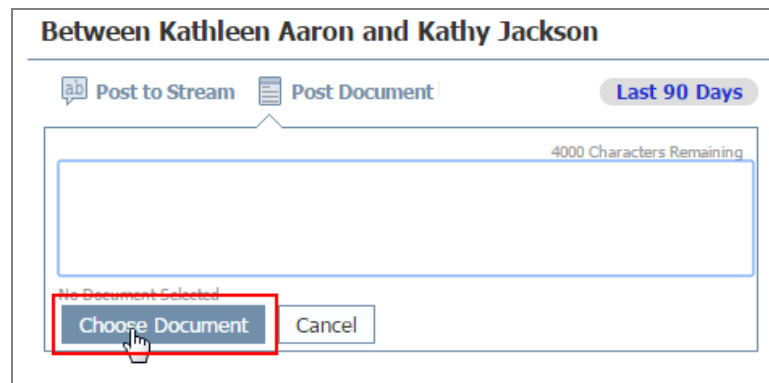 Between Kathleen Aaron and Kathy Jackson
ab Post to Stream Post Document Last 90 Days
4000 Characters Remaining
No Document Selected
Choose Document Cancel